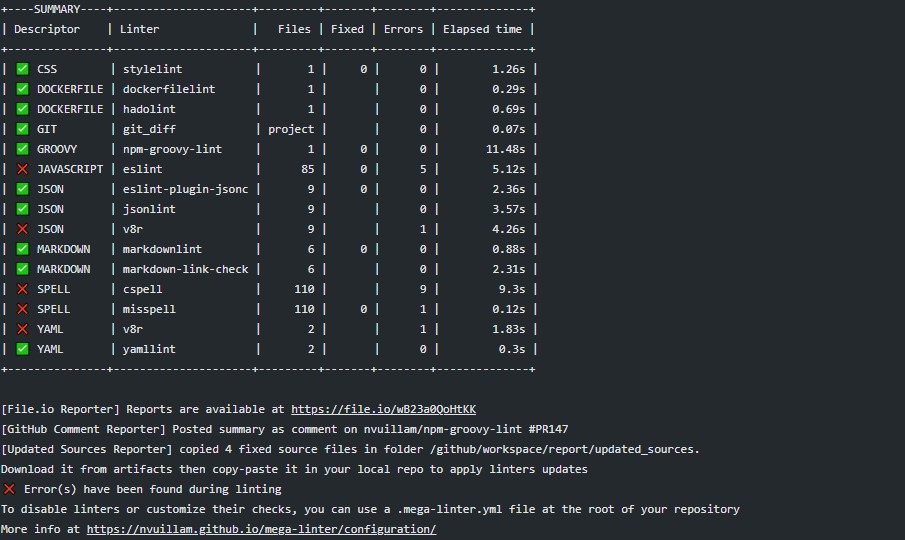 +----SUMMARY----+---------------------+---------+-------+--------+--------------+
| Descriptor | Linter | Files | Fixed | Errors | Elapsed time |
+---------------+---------------------+---------+-------+--------+--------------+
| ✅ CSS | stylelint | 1 | 0 | 0 | 1.26s |
| ✅ DOCKERFILE | dockerfilelint | 1 | | 0 | 0.29s |
| ✅ DOCKERFILE | hadolint | 1 | | 0 | 0.69s |
| ✅ GIT | git_diff | project | | 0 | 0.07s |
| ✅ GROOVY | npm-groovy-lint | 1 | 0 | 0 | 11.48s |
| ❌ JAVASCRIPT | eslint | 85 | 0 | 5 | 5.12s |
| ✅ JSON | eslint-plugin-jsonc | 9 | 0 | 0 | 2.36s |
| ✅ JSON | jsonlint | 9 | | 0 | 3.57s |
| ❌ JSON | v8r | 9 | | 1 | 4.26s |
| ✅ MARKDOWN | markdownlint | 6 | 0 | 0 | 0.88s |
| ✅ MARKDOWN | markdown-link-check | 6 | | 0 | 2.31s |
| ❌ SPELL | cspell | 110 | | 9 | 9.3s |
| ❌ SPELL | misspell | 110 | 0 | 1 | 0.12s |
| ❌ YAML | v8r | 2 | | 1 | 1.83s |
| ✅ YAML | yamllint | 2 | | 0 | 0.3s |
+---------------+---------------------+---------+-------+--------+--------------+
[File.io Reporter] Reports are available at https://file.io/wB23a0QoHtKK
[GitHub Comment Reporter] Posted summary as comment on nvuillam/npm-groovy-lint #PR147
[Updated Sources Reporter] copied 4 fixed source files in folder /github/workspace/report/updated_sources.
Download it from artifacts then copy-paste it in your local repo to apply linters updates
❌ Error(s) have been found during linting
To disable linters or customize their checks, you can use a .mega-linter.yml file at the root of your repository
More info at https://nvuillam.github.io/mega-linter/configuration/